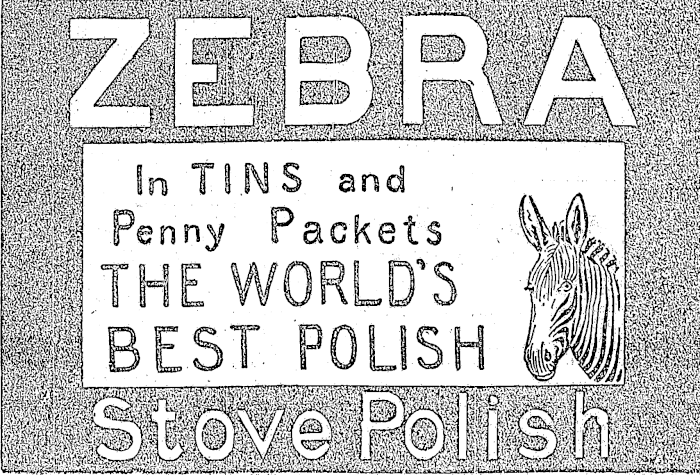 ZEBRA
In TINS and
Penny Packets
THE WORLD'S
BEST POLISH
Stove Polish